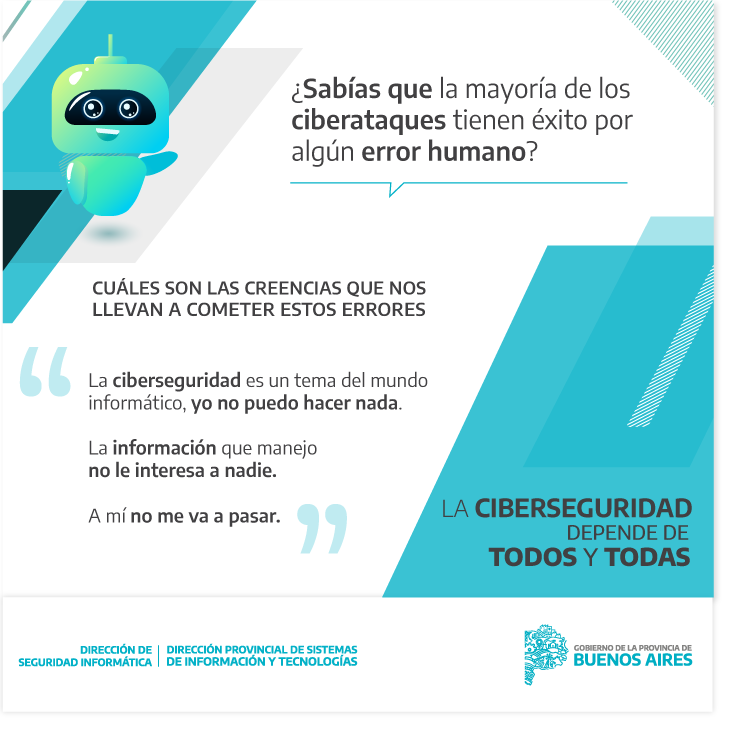 ¿Sabías que la mayoría de los
ciberataques tienen éxito por
algún error humano?
CUÁLES SON LAS CREENCIAS QUE NOS
LLEVAN A COMETER ESTOS ERRORES
“
La ciberseguridad es un tema del mundo
informático, yo no puedo hacer nada.
La información que manejo
no le interesa a nadie.
A mí no me va a pasar.
”
LA CIBERSEGURIDAD
DEPENDE DE
TODOS Y TODAS
DIRECCIÓN DE
SEGURIDAD INFORMÁTICA
DIRECCIÓN PROVINCIAL DE SISTEMAS
DE INFORMACIÓN Y TECNOLOGÍAS
GOBIERNO DE LA PROVINCIA DE
BUENOS AIRES